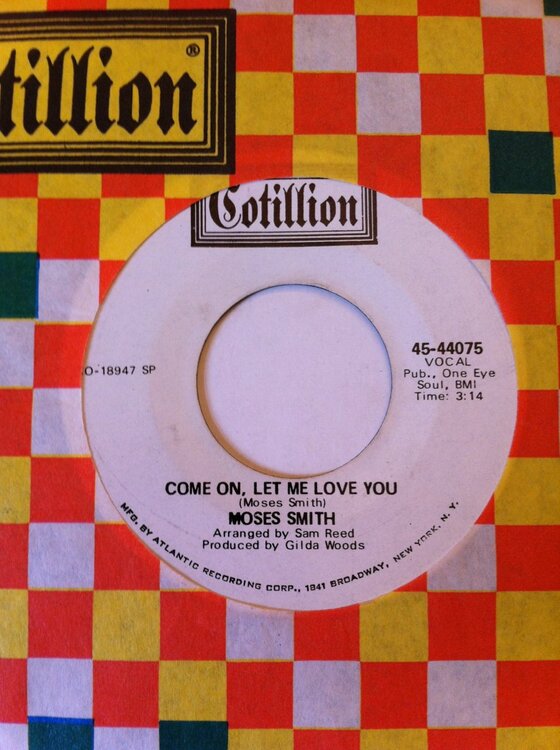 tillion®
Cotillion
45-44075
VOCAL
Pub., One Eye
Soul, BMI
Time: 3:14
O-18947 SP
COME ON, LET ME LOVE YOU
(Moses Smith)
MOSES SMITH
Arranged by Sam Reed
Produced by Gilda Woods
MFG. BY ATLANTIC RECORDING CORP., 1841 BROADWAY, NEW YORK, N. Y.